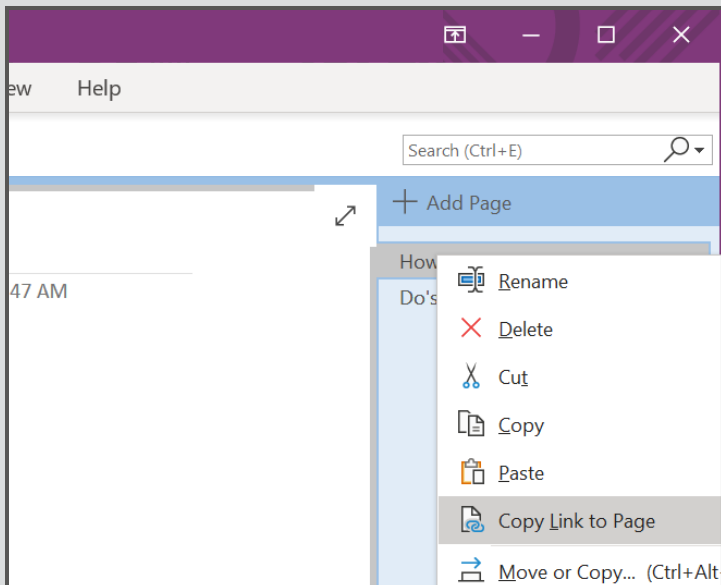 ew Help
Search (Ctrl+E)
Add Page
How
47 AM
Do's
Rename
Delete
Cut
Copy
Paste
Copy Link to Page
Move or Copy... (Ctrl+Alt+